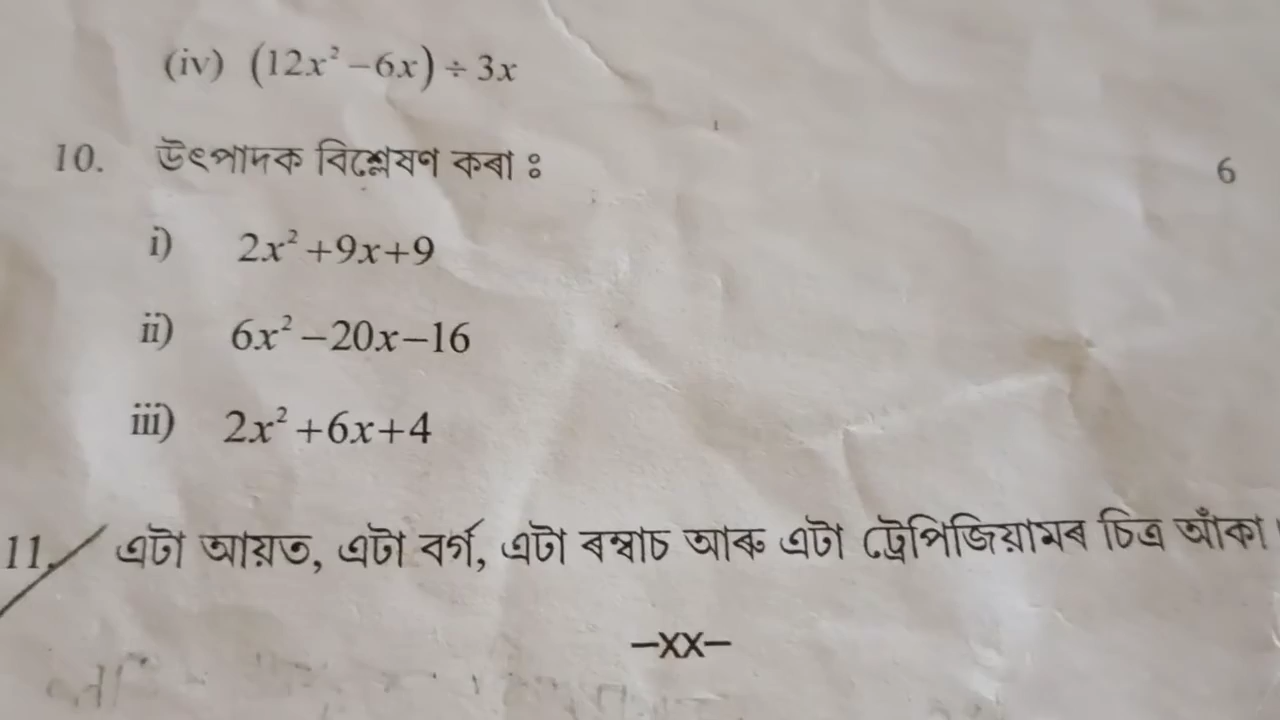 (iv) (12x² – 6x) ÷ 3x
10. উৎপাদক বিশ্লেষণ কৰা ঃ 6
i) 2x² +9x+9
ii) 6x² –20x–16
iii) 2x² +6x+4
11. এটা আয়ত, এটা বৰ্গ, এটা ৰম্বাচ আৰু এটা ট্ৰেপিজিয়ামৰ চিত্ৰ আঁকা।
–xx–